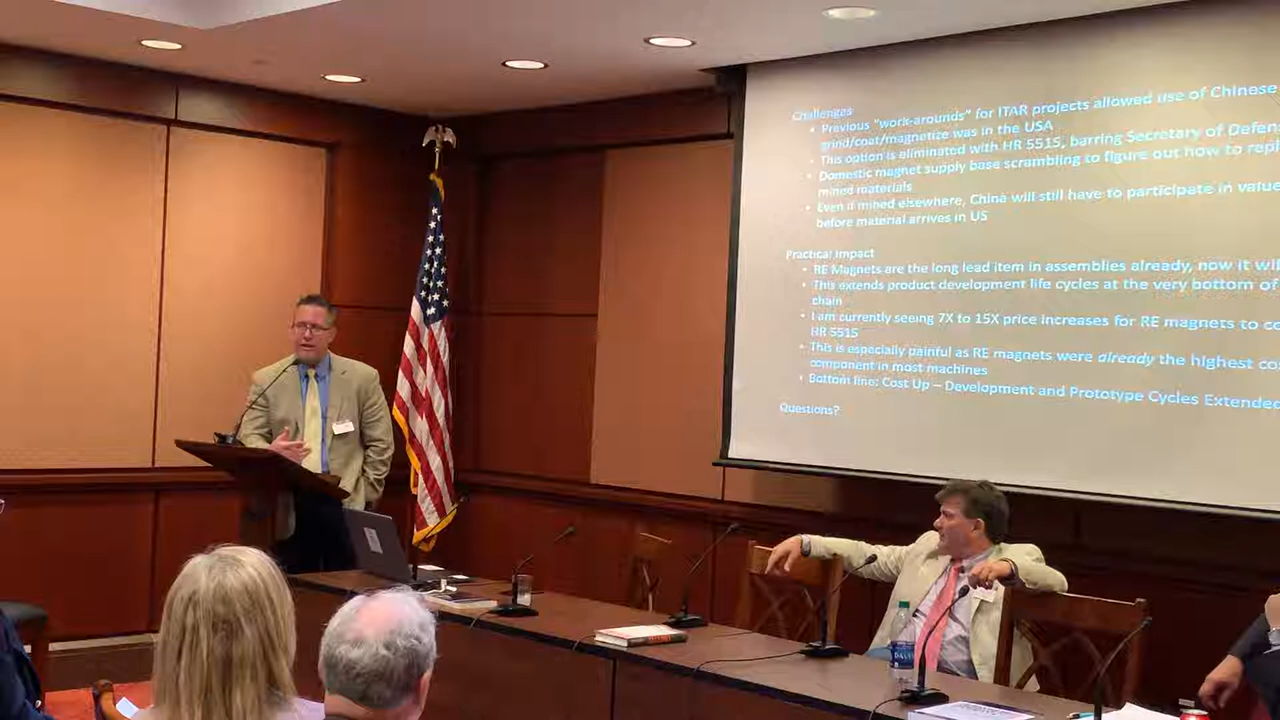 Challenges
• Previous "work-arounds" for ITAR projects allowed use of Chinese
grind/coat/magnetize was in the USA
• This option is eliminated with HR 5515, barring Secretary of Defen
• Domestic magnet supply base scrambling to figure out how to repl
mined materials
• Even if mined elsewhere, China will still have to participate in value
before material arrives in US
Practical Impact
• RE Magnets are the long lead item in assemblies already, now it wil
• This extends product development life cycles at the very bottom of
chain
• I am currently seeing 7X to 15X price increases for RE magnets to co
HR 5515
• This is especially painful as RE magnets were already the highest cos
component in most machines
• Bottom line: Cost Up – Development and Prototype Cycles Extended
Questions?